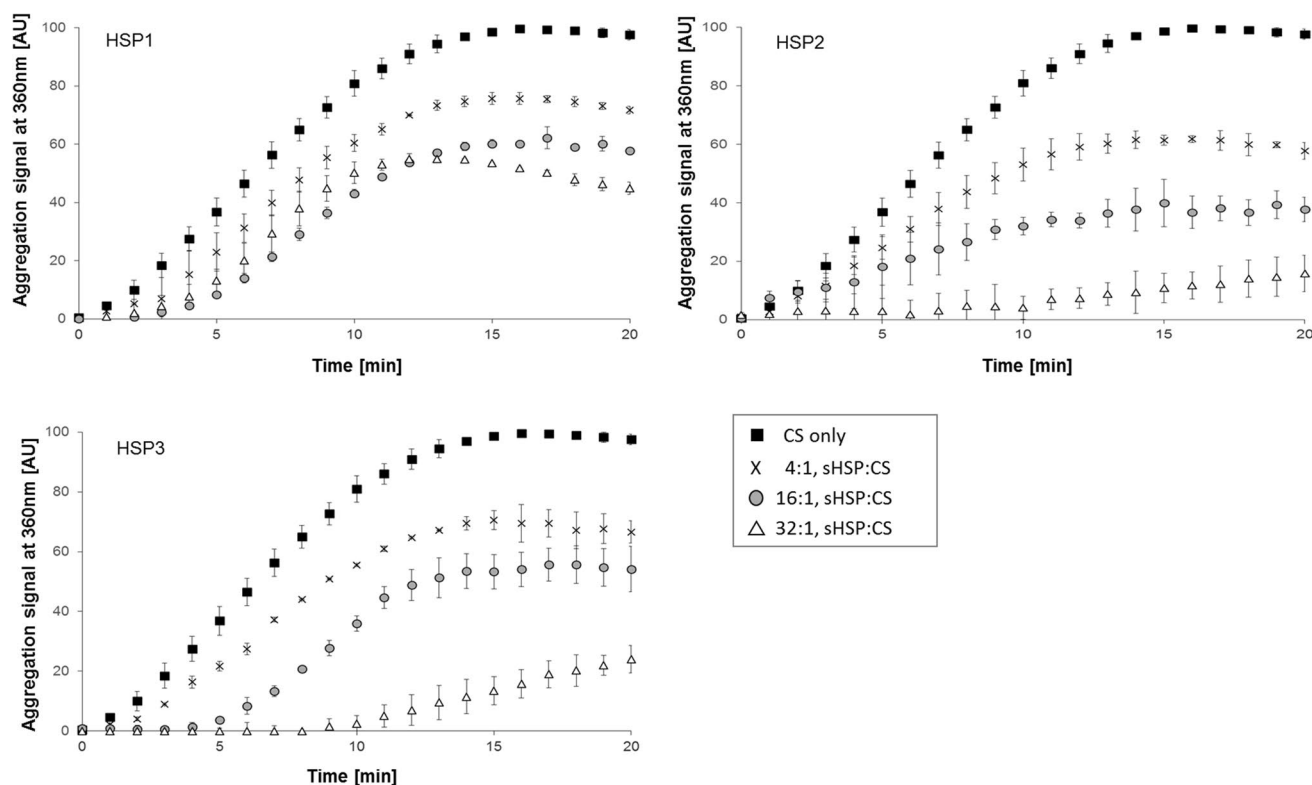 HSP1
Aggregation signal at 360nm [AU]
100
80
60
40
20
0
0 5 10 15 20
Time [min]
HSP2
Aggregation signal at 360nm [AU]
100
80
60
40
20
0
0 5 10 15 20
Time [min]
HSP3
Aggregation signal at 360nm [AU]
100
80
60
40
20
0
0 5 10 15 20
Time [min]
CS only
4:1, sHSP:CS
16:1, sHSP:CS
32:1, sHSP:CS